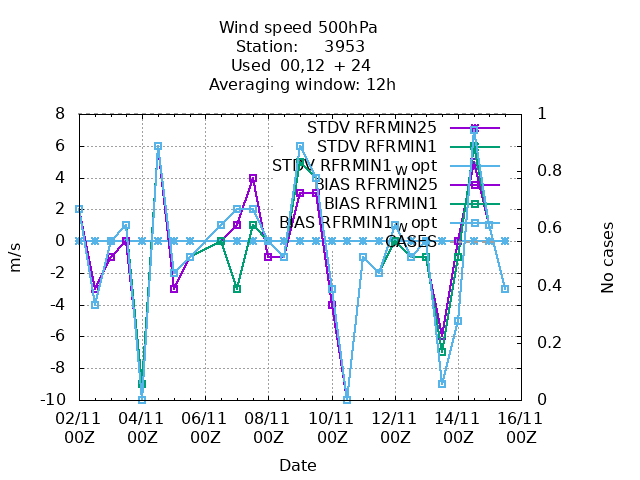 Wind speed 500hPa
Station: 3953
Used 00,12 + 24
Averaging window: 12h
8 1
STDV RFRMIN25
STDV RFRMIN1
6
STDV RFRMIN1w opt
0.8
4
BIAS RFRMIN25
BIAS RFRMIN1
2
BIAS RFRMIN1w opt
0.6
0
CASES
-2
0.4
-4
-6
0.2
-8
-10 0
02/11 04/11 06/11 08/11 10/11 12/11 14/11 16/11
00Z 00Z 00Z 00Z 00Z 00Z 00Z 00Z
Date
m/s
No cases